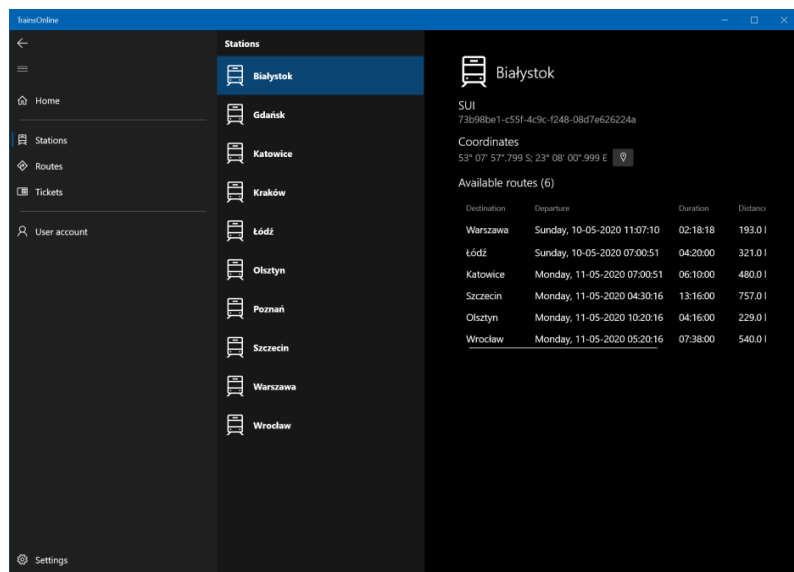 TrainsOnline
Home
Stations
Routes
Tickets
User account
Settings
Stations
Białystok
Gdańsk
Katowice
Kraków
Łódź
Olsztyn
Poznań
Szczecin
Warszawa
Wrocław
Białystok
SUI
73b98be1-c55f-4c9c-f248-08d7e626224a
Coordinates
53° 07' 57".799 S; 23° 08' 00".999 E
Available routes (6)
Destination Departure Duration Distance
Warszawa Sunday, 10-05-2020 11:07:10 02:18:18 193.0
Łódź Sunday, 10-05-2020 07:00:51 04:20:00 321.0
Katowice Monday, 11-05-2020 07:00:51 06:10:00 480.0
Szczecin Monday, 11-05-2020 04:30:16 13:16:00 757.0
Olsztyn Monday, 11-05-2020 10:20:16 04:16:00 229.0
Wrocław Monday, 11-05-2020 05:20:16 07:38:00 540.0